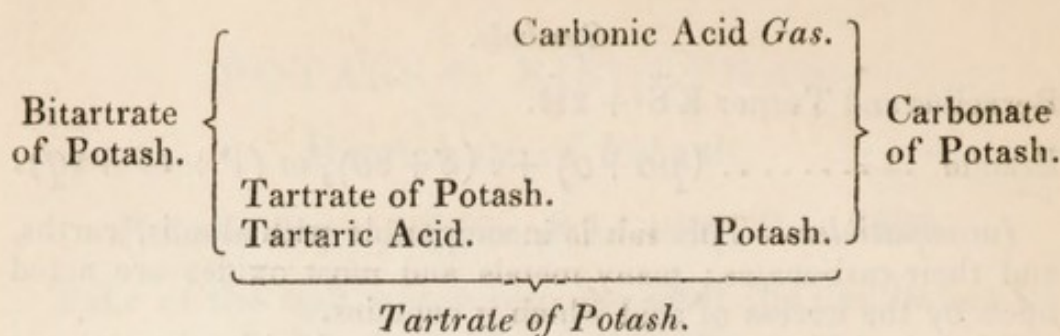 Carbonic Acid Gas.
Bitartrate
of Potash.
Carbonate
of Potash.
Tartrate of Potash.
Tartaric Acid. Potash.
Tartrate of Potash.